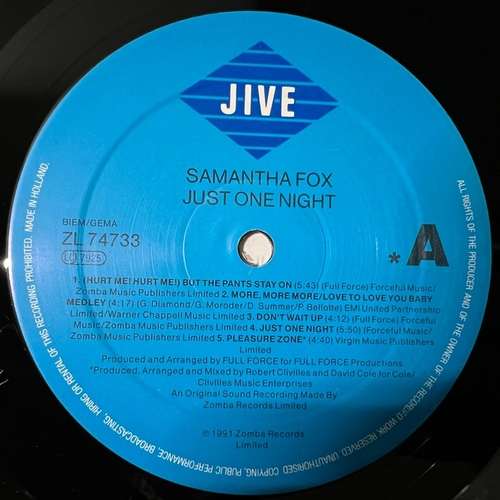 JIVE
SAMANTHA FOX
JUST ONE NIGHT
BIEM/GEMA
ZL 74733
LC 7925
*A
1. (HURT ME! HURT ME!) BUT THE PANTS STAY ON (5:43) (Full Force) Forceful Music/
Zomba Music Publishers Limited 2. MORE, MORE, MORE/LOVE TO LOVE YOU BABY
MEDLEY (4:17) (G. Diamond/G. Moroder/D. Summer/P. Bellotte) EMI United Partnership
Limited/Warner Chappell Music Limited 3. DON'T WAIT UP (4:12) (Full Force) Forceful
Music/Zomba Music Publishers Limited 4. JUST ONE NIGHT (5:50) (Forceful Music/
Zomba Music Publishers Limited 5. PLEASURE ZONE* (4:40) Virgin Music Publishers
Limited
Produced and Arranged by FULL FORCE for FULL FORCE Productions
*Produced, Arranged and Mixed by Robert Clivilles and David Cole for Cole/
Clivilles Music Enterprises
An Original Sound Recording Made By
Zomba Records Limited
℗ 1991 Zomba Records
Limited
ALL RIGHTS OF THE PRODUCER AND OF THE OWNER OF THE RECORDED WORK RESERVED. UNAUTHORISED COPYING, PUBLIC PERFORMANCE, BROADCASTING, HIRING OR RENTAL OF THIS RECORDING PROHIBITED. MADE IN HOLLAND.